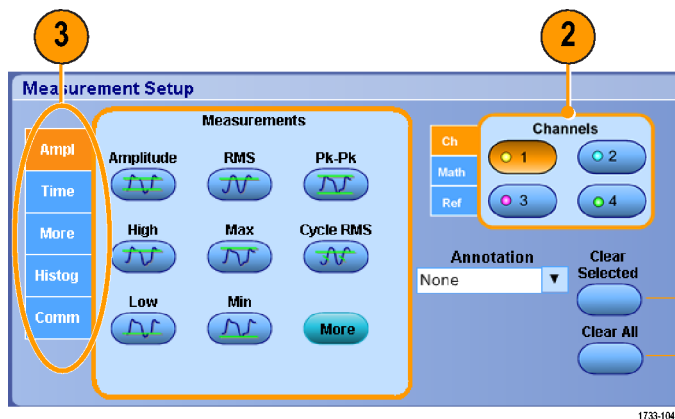 3
2
Measurement Setup
Measurements
Channels
Ampl
Time
More
Histog
Comm
Amplitude
RMS
Pk-Pk
High
Max
Cycle RMS
Low
Min
More
Ch
Math
Ref
1
2
3
4
Annotation
None
Clear
Selected
Clear All
1733-104